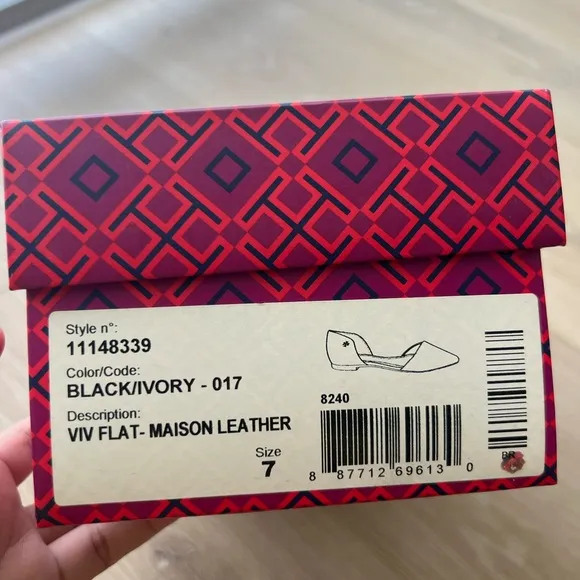 Style n°:
11148339
Color/Code:
BLACK/IVORY - 017
Description:
VIV FLAT- MAISON LEATHER
Size
7
8240
8 87712 69613 0
BR